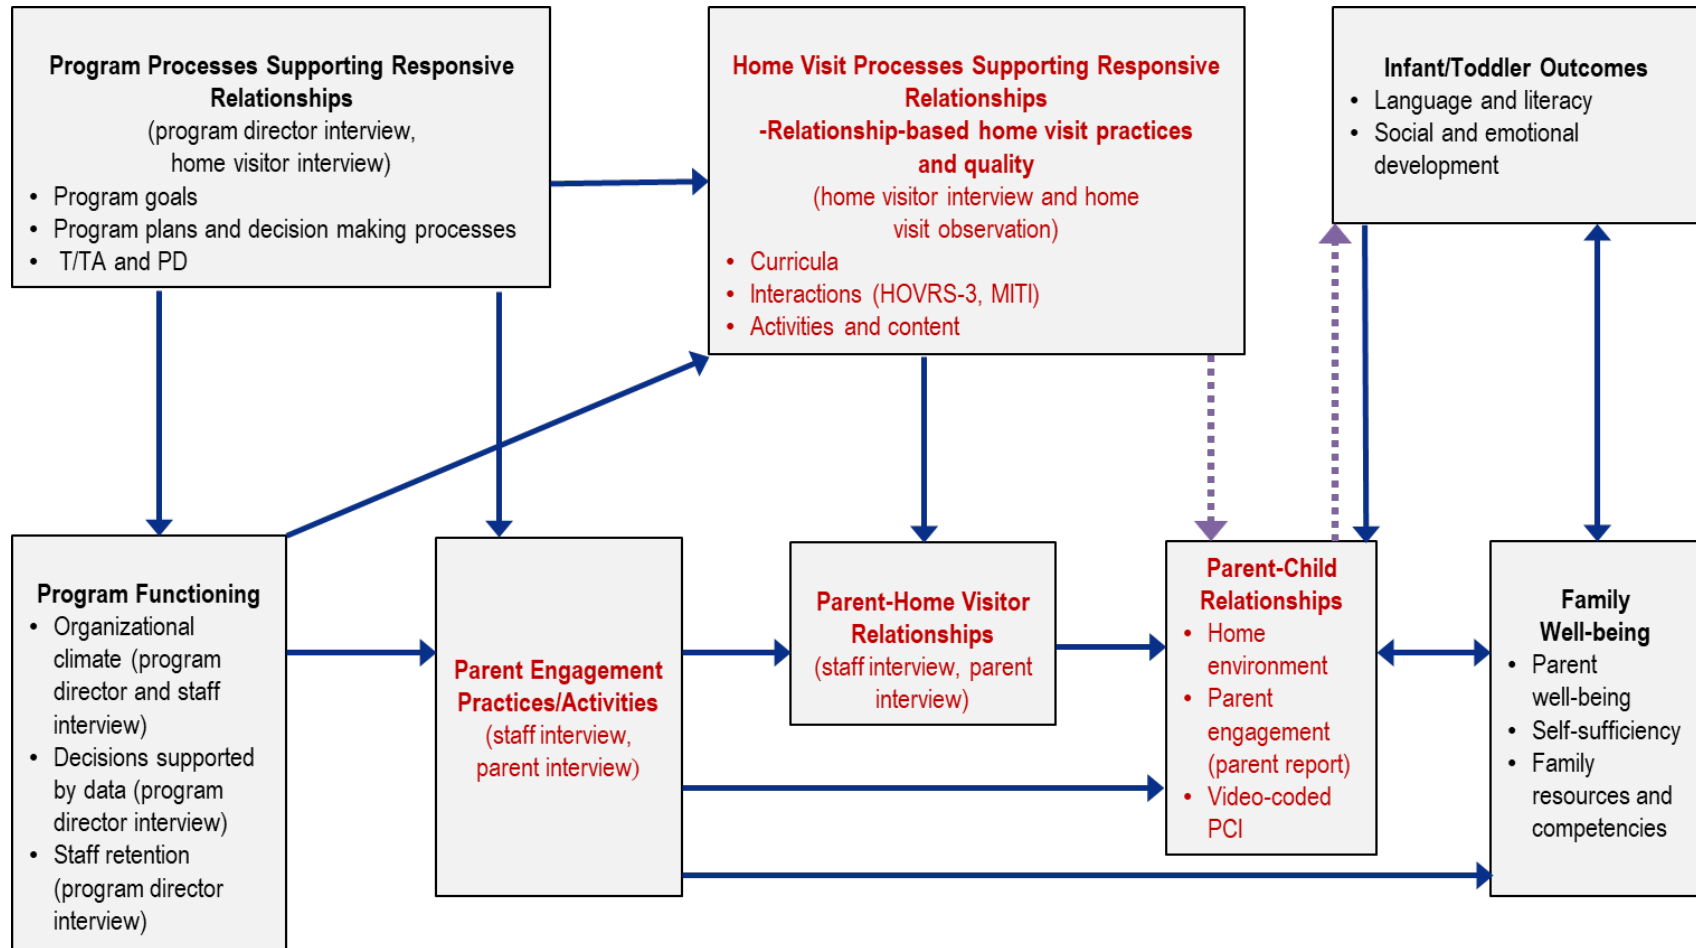 Program Processes Supporting Responsive
Relationships
(program director interview,
home visitor interview)
• Program goals
• Program plans and decision making processes
• T/TA and PD
Home Visit Processes Supporting Responsive
Relationships
-Relationship-based home visit practices
and quality
(home visitor interview and home
visit observation)
• Curricula
• Interactions (HOVRS-3, MITI)
• Activities and content
Infant/Toddler Outcomes
• Language and literacy
• Social and emotional
development
Program Functioning
• Organizational
climate (program
director and staff
interview)
• Decisions supported
by data (program
director interview)
• Staff retention
(program director
interview)
Parent Engagement
Practices/Activities
(staff interview,
parent interview)
Parent-Home Visitor
Relationships
(staff interview, parent
interview)
Parent-Child
Relationships
• Home
environment
• Parent
engagement
(parent report)
• Video-coded
PCI
Family
Well-being
• Parent
well-being
• Self-sufficiency
• Family
resources and
competencies